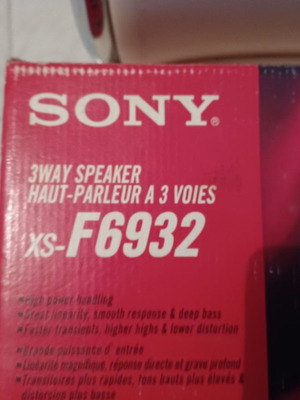 SONY®
3WAY SPEAKER
HAUT-PARLEUR A 3 VOIES
XS-F6932
High power handling
Great linearity, smooth response & deep bass
Faster transients, higher highs & lower distortion
Grande puissance d'entrée
Linéarité magnifique, réponse directe et grave profond
Transitoires plus rapides, sons hauts plus élevés &
distorsion plus basse